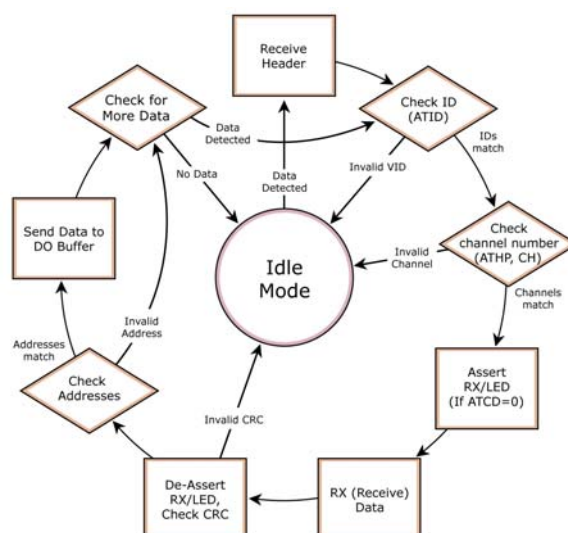 Receive
Header
Check for
More Data
Check ID
(ATID)
Data
Detected
IDs
match
No Data
Data
Detected
Invalid VID
Send Data to
DO Buffer
Check
channel number
(ATHP, CH)
Invalid
Channel
Idle
Mode
Channels
match
Invalid
Address
Addresses
match
Assert
RX/LED
(If ATCD=0)
Check
Addresses
Invalid CRC
De-Assert
RX/LED,
Check CRC
RX (Receive)
Data